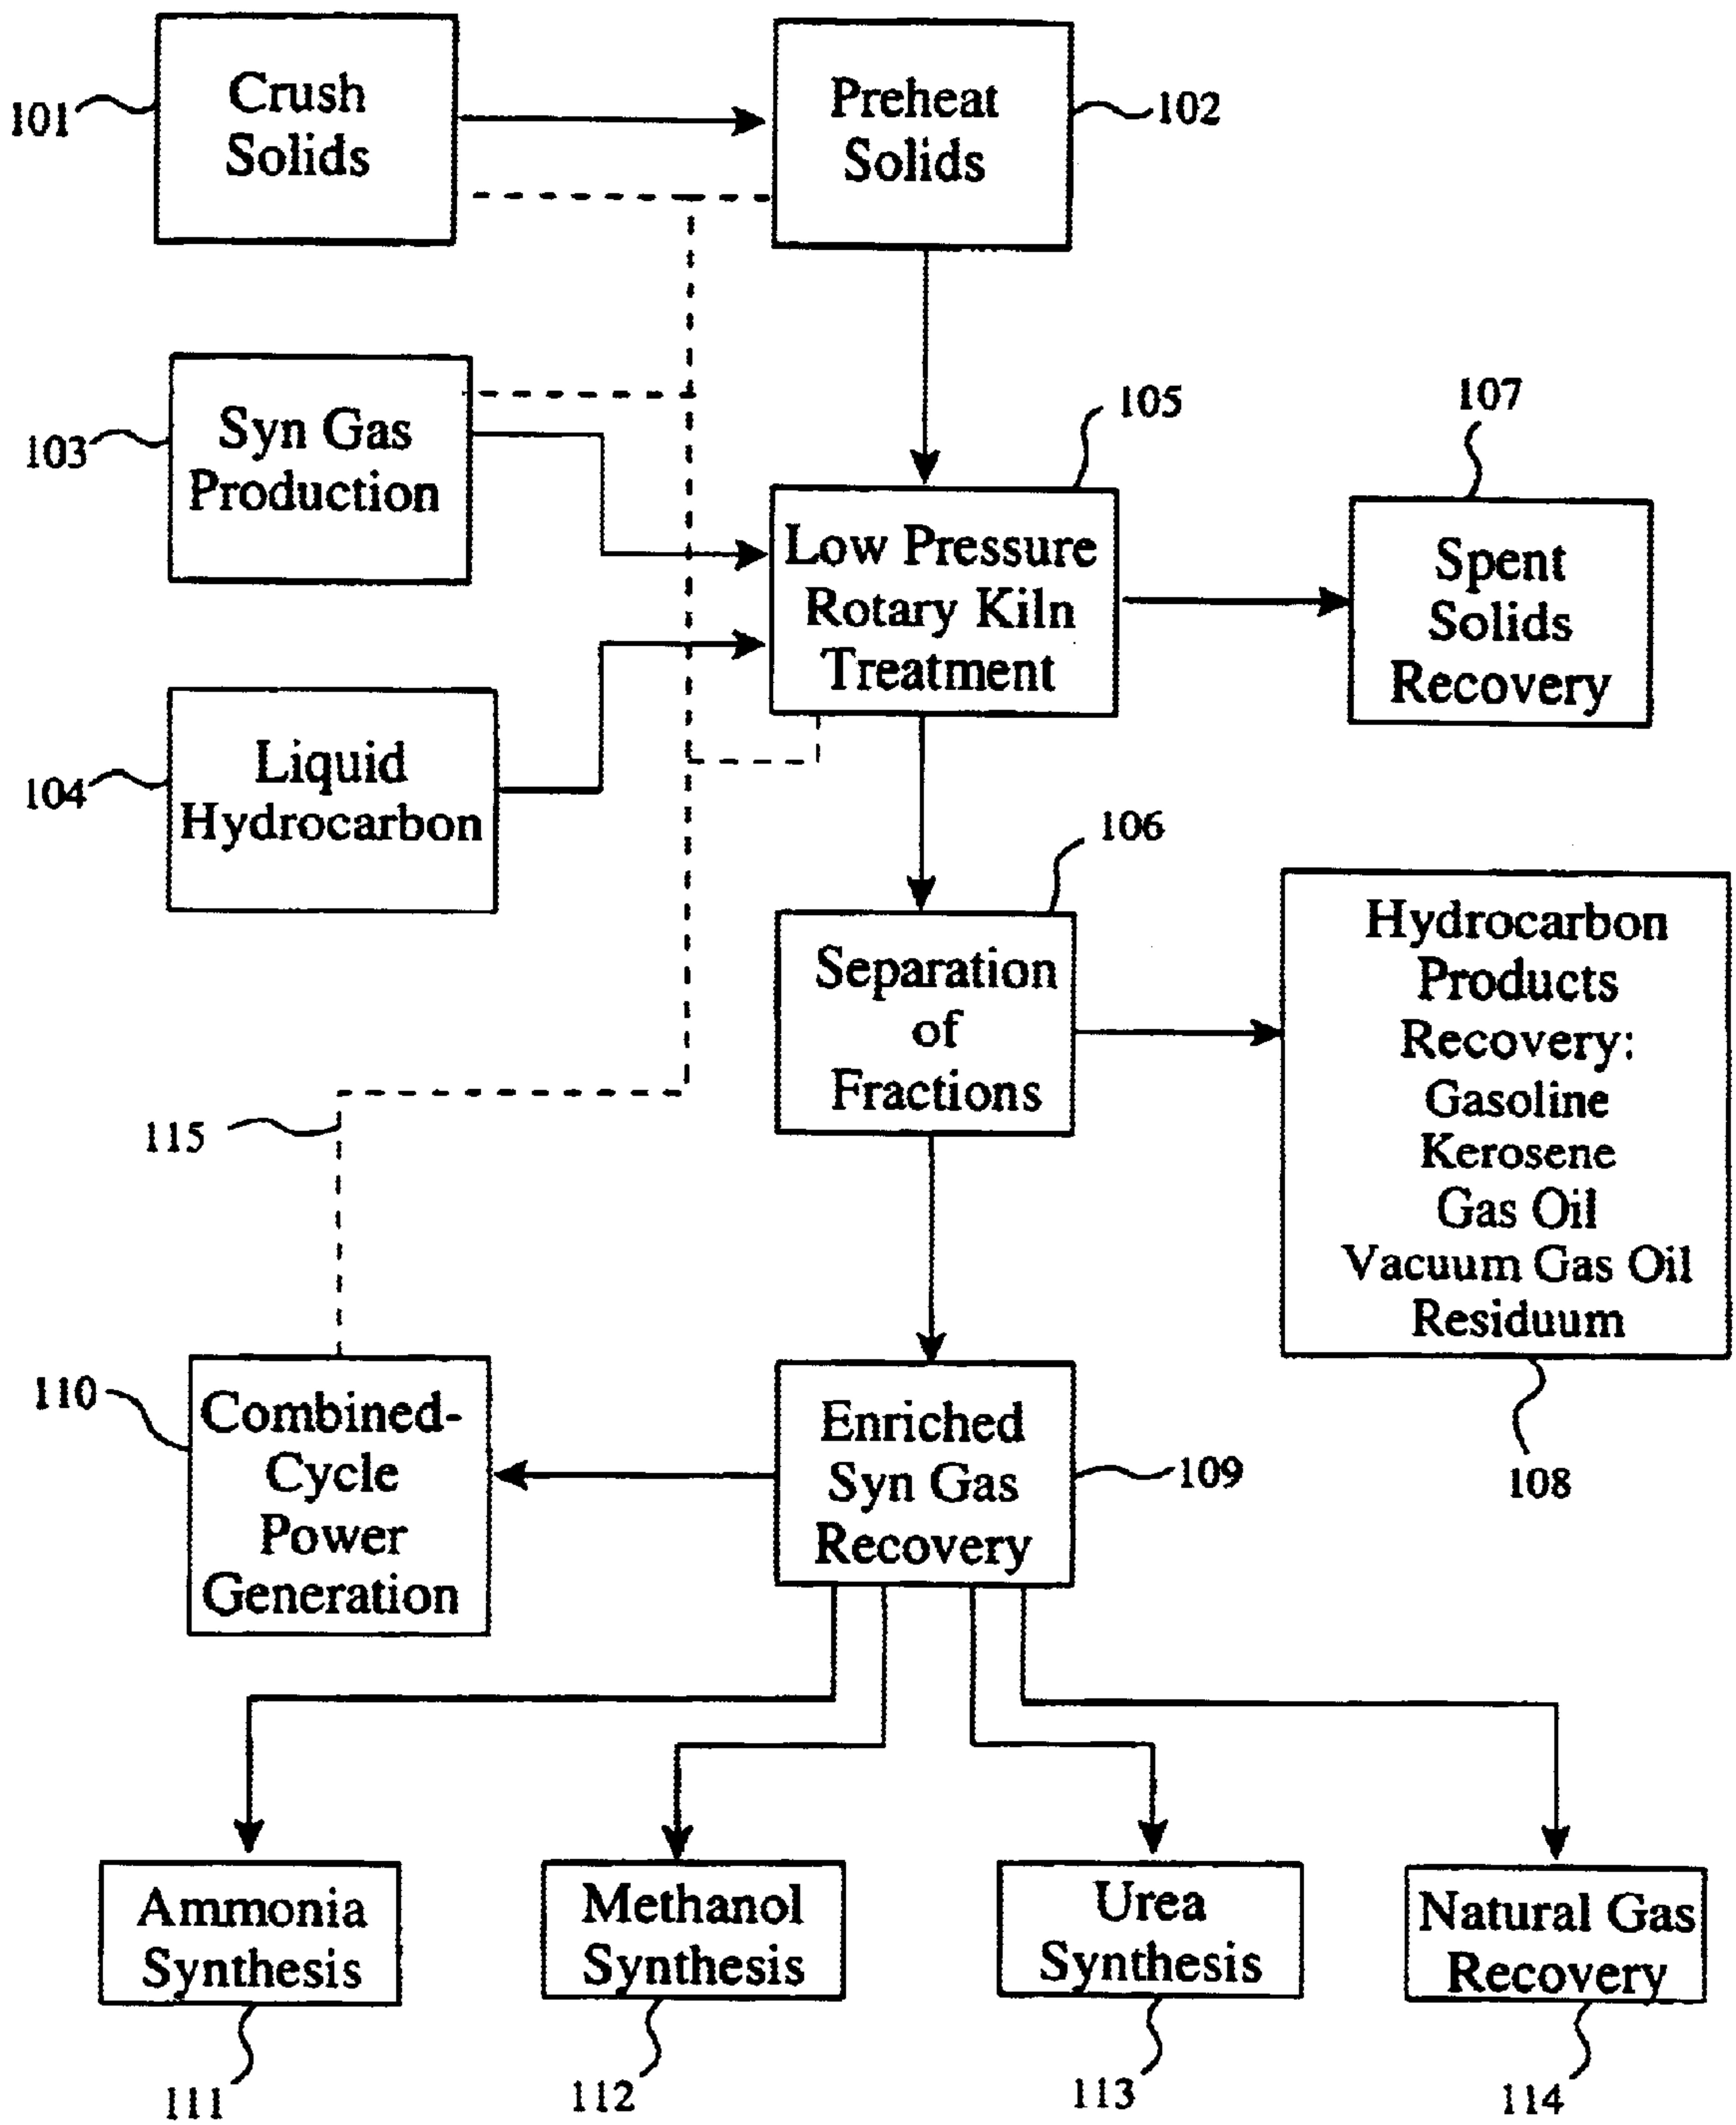 Crush
Solids
101
Preheat
Solids
102
Syn Gas
Production
103
105
107
Low Pressure
Rotary Kiln
Treatment
Spent
Solids
Recovery
Liquid
Hydrocarbon
104
106
Separation
of
Fractions
Hydrocarbon
Products
Recovery:
Gasoline
Kerosene
Gas Oil
Vacuum Gas Oil
Residuum
108
115
110
Combined-
Cycle
Power
Generation
Enriched
Syn Gas
Recovery
109
Ammonia
Synthesis
111
Methanol
Synthesis
112
Urea
Synthesis
113
Natural Gas
Recovery
114